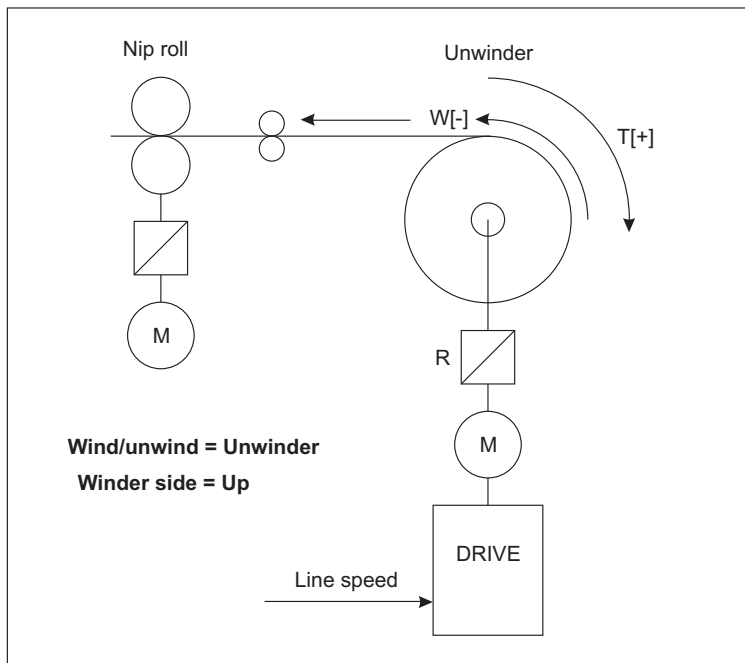 Nip roll
Unwinder
W[-]
T[+]
M
R
M
Wind/unwind = Unwinder
Winder side = Up
DRIVE
Line speed